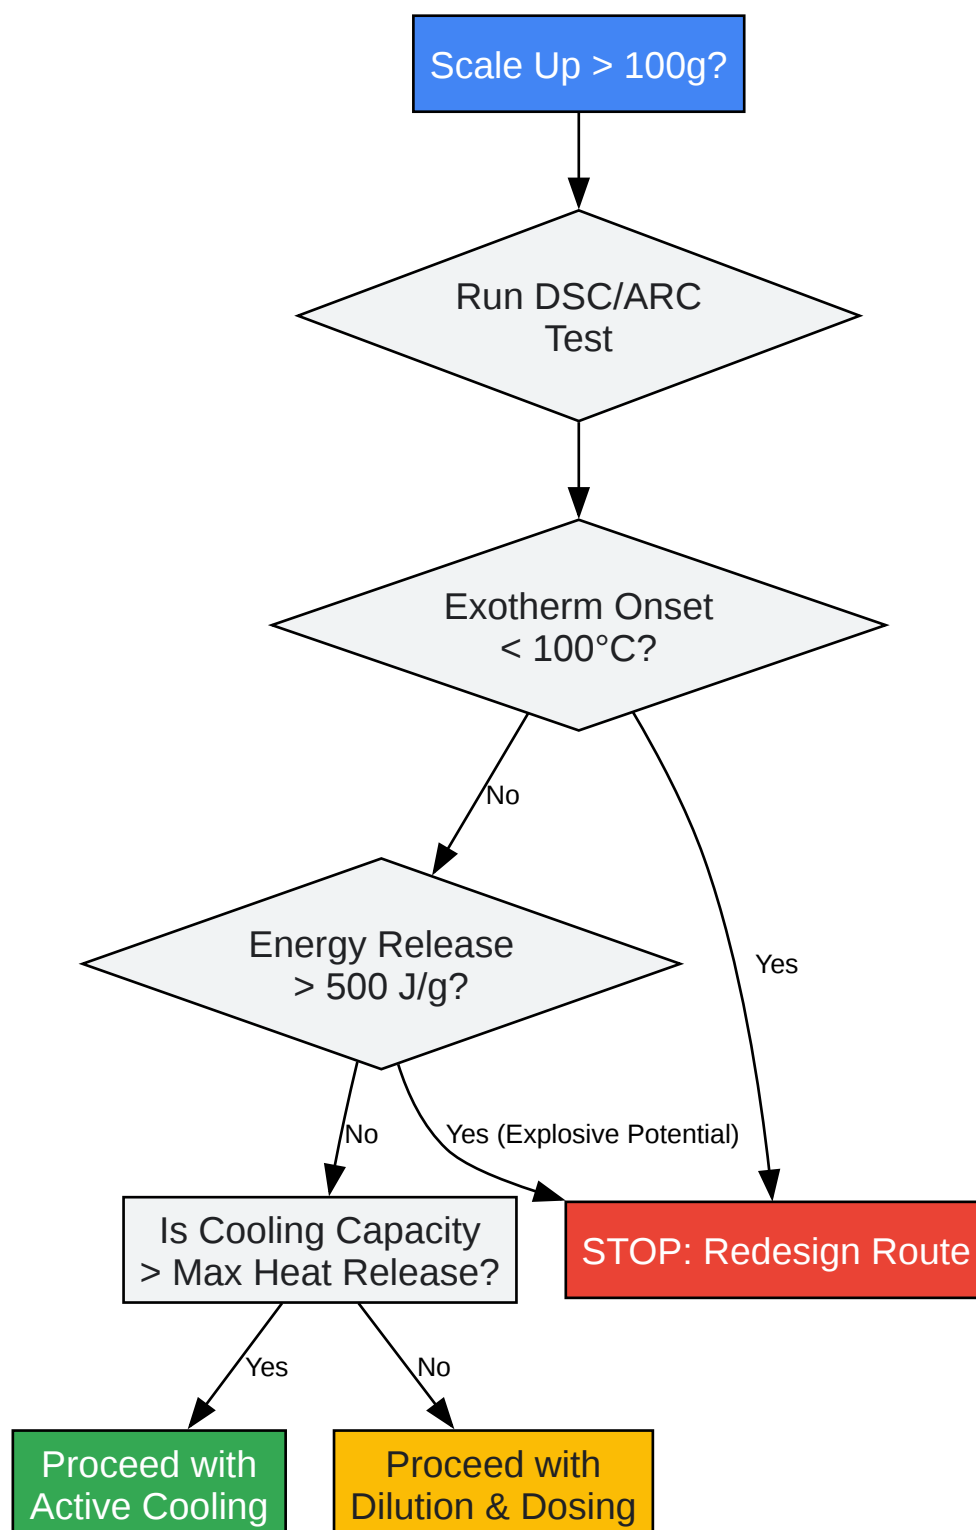 Scale Up > 100g?
Run DSC/ARC
Test
Exotherm Onset
< 100°C?
No
Yes
Energy Release
> 500 J/g?
No
Yes (Explosive Potential)
Is Cooling Capacity
> Max Heat Release?
STOP: Redesign Route
Yes
No
Proceed with
Active Cooling
Proceed with
Dilution & Dosing